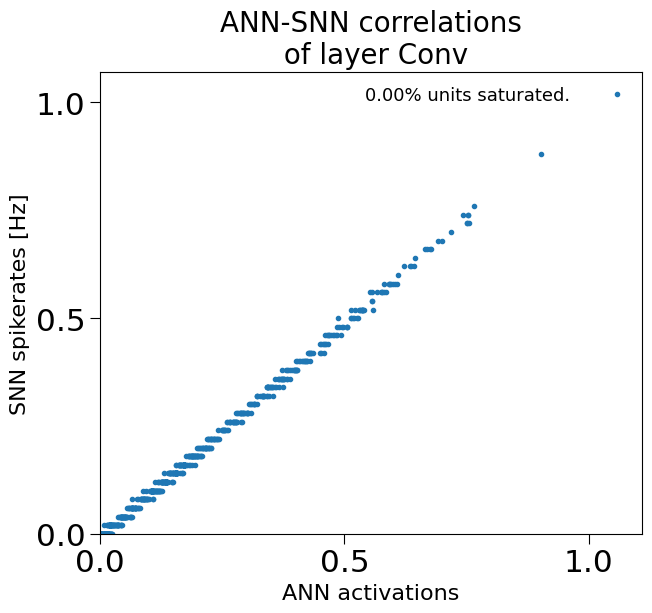 ANN-SNN correlations
of layer Conv
0.00% units saturated.
1.0
0.5
0.0
SNN spikerates [Hz]
0.0 0.5 1.0
ANN activations